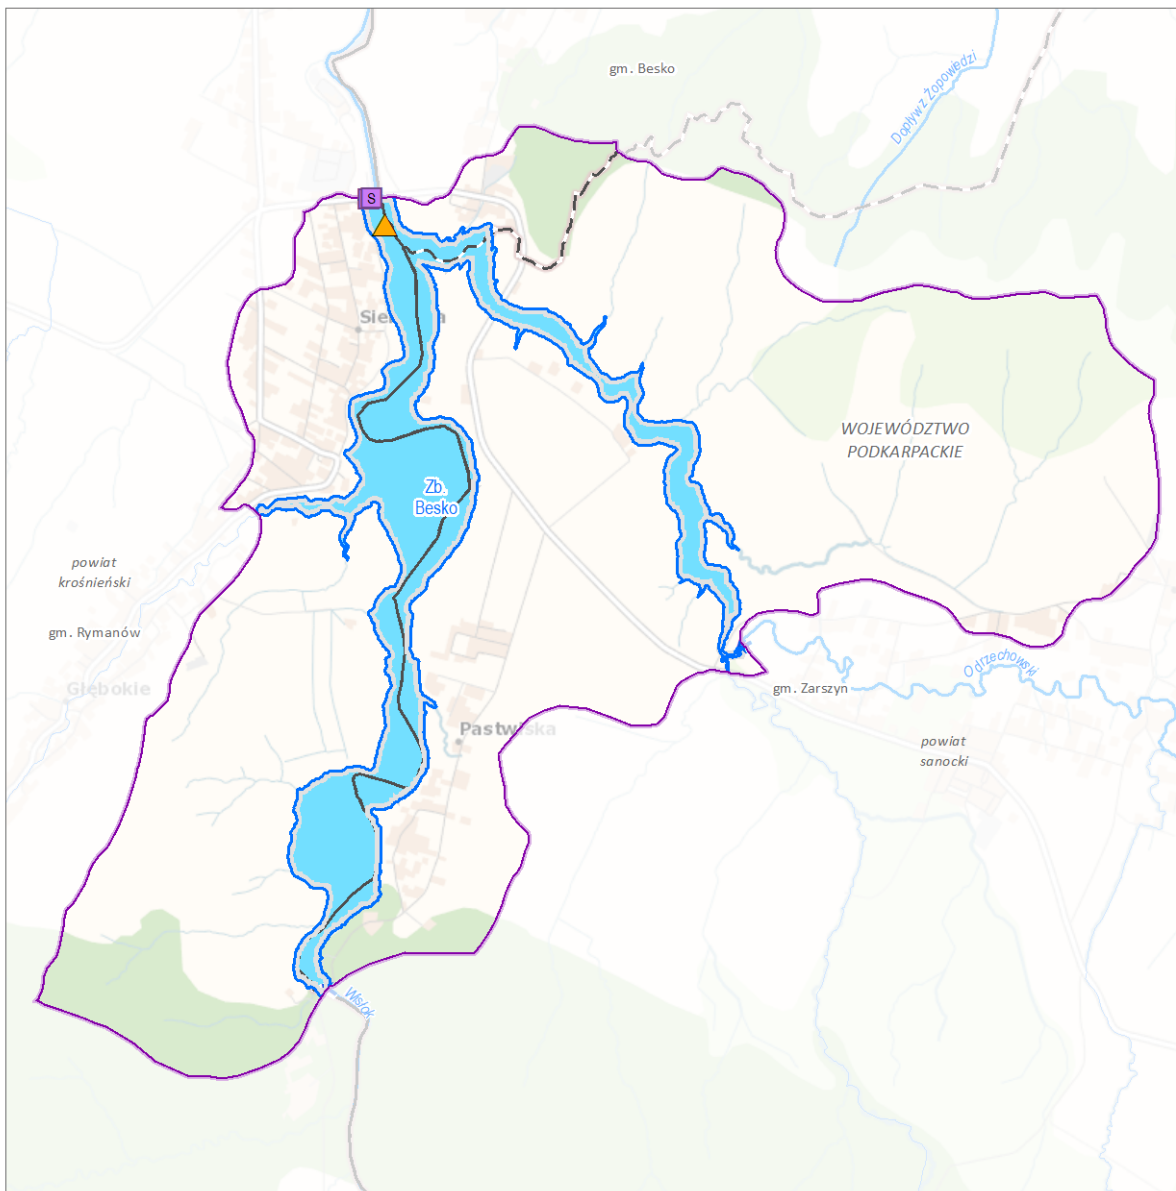 gm. Besko
Dopływ z Żopowiedzi
S
WOJEWÓDZTWO
PODKARPACKIE
Zb.
Besko
powiat
krośnieński
gm. Rymanów
Głębokie
Odrzechowski
gm. Zarszyn
Pastwiska
powiat
sanocki
Wisłok